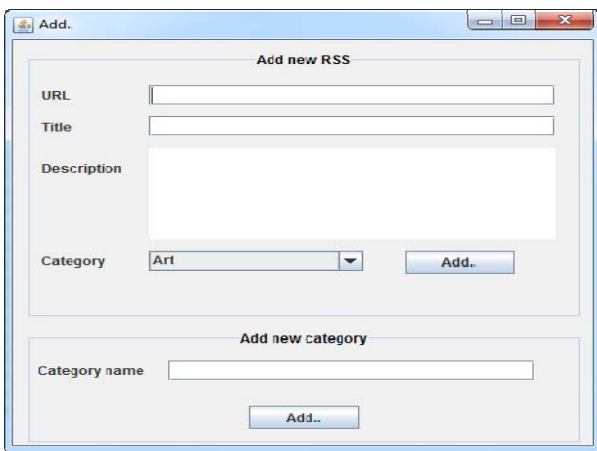 Add..
Add new RSS
URL
Title
Description
Category Art Add..
Add new category
Category name
Add..